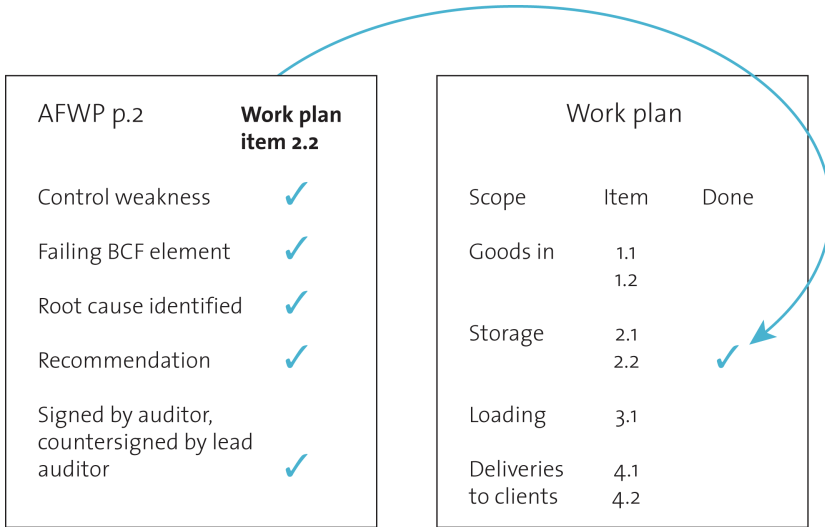 AFWP p.2
Work plan
item 2.2
Control weakness ✓
Failing BCF element ✓
Root cause identified ✓
Recommendation ✓
Signed by auditor,
countersigned by lead
auditor ✓
Work plan
Scope Item Done
Goods in 1.1
1.2
Storage 2.1
2.2 ✓
Loading 3.1
Deliveries 4.1
to clients 4.2